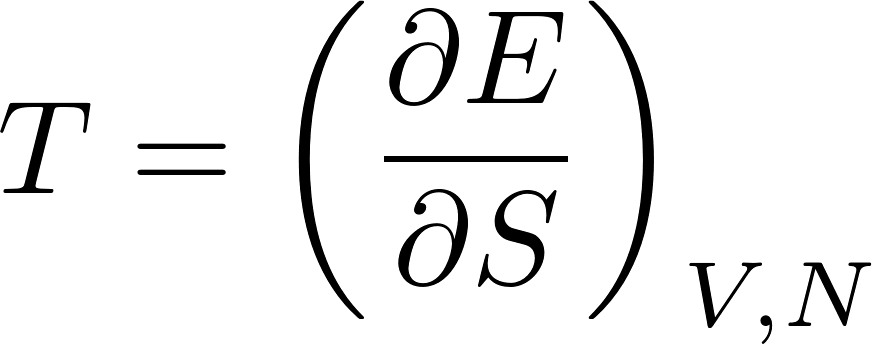 T = (∂E/∂S)_{V,N}